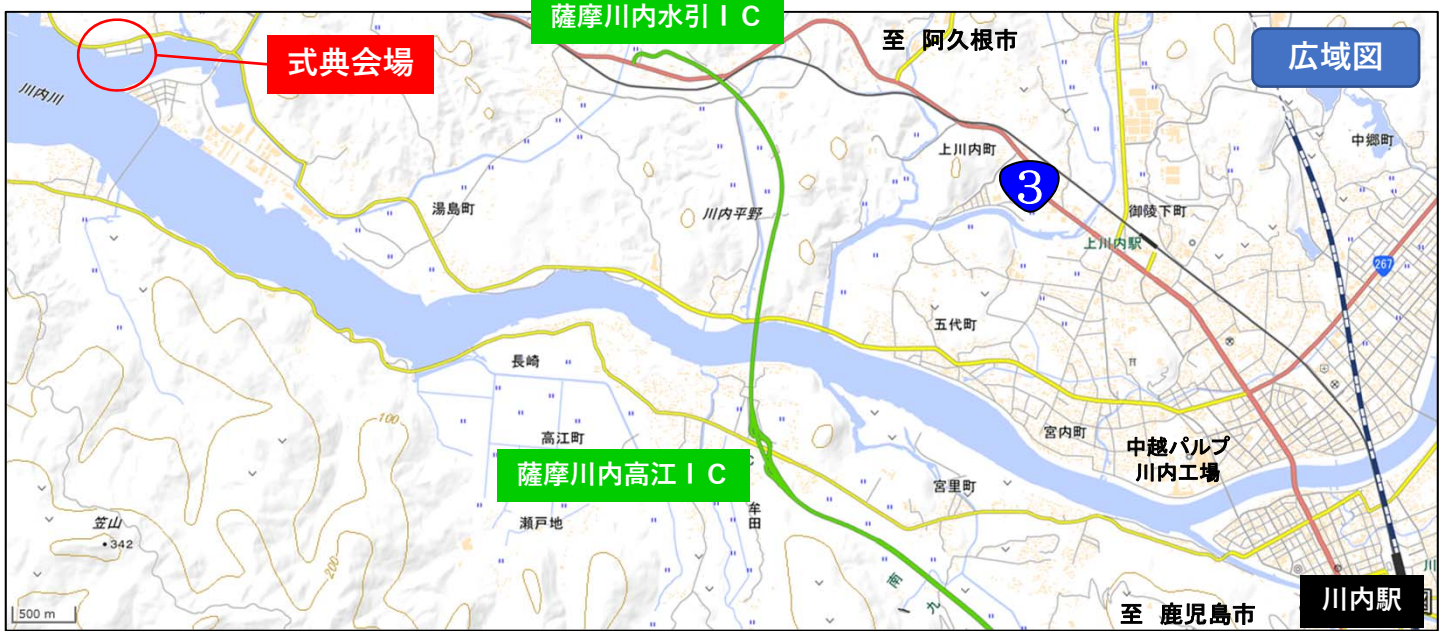 薩摩川内水引ＩＣ
式典会場
至 阿久根市
広域図
川内川
中郷町
上川内町
3
湯島町
川内平野
御陵下町
上川内駅
267
五代町
長崎
100
高江町
宮内町
中越パルプ
川内工場
薩摩川内高江ＩＣ
宮里町
瀬戸地
牟田
笠山
342
200
南九
500 m
至 鹿児島市
川内駅